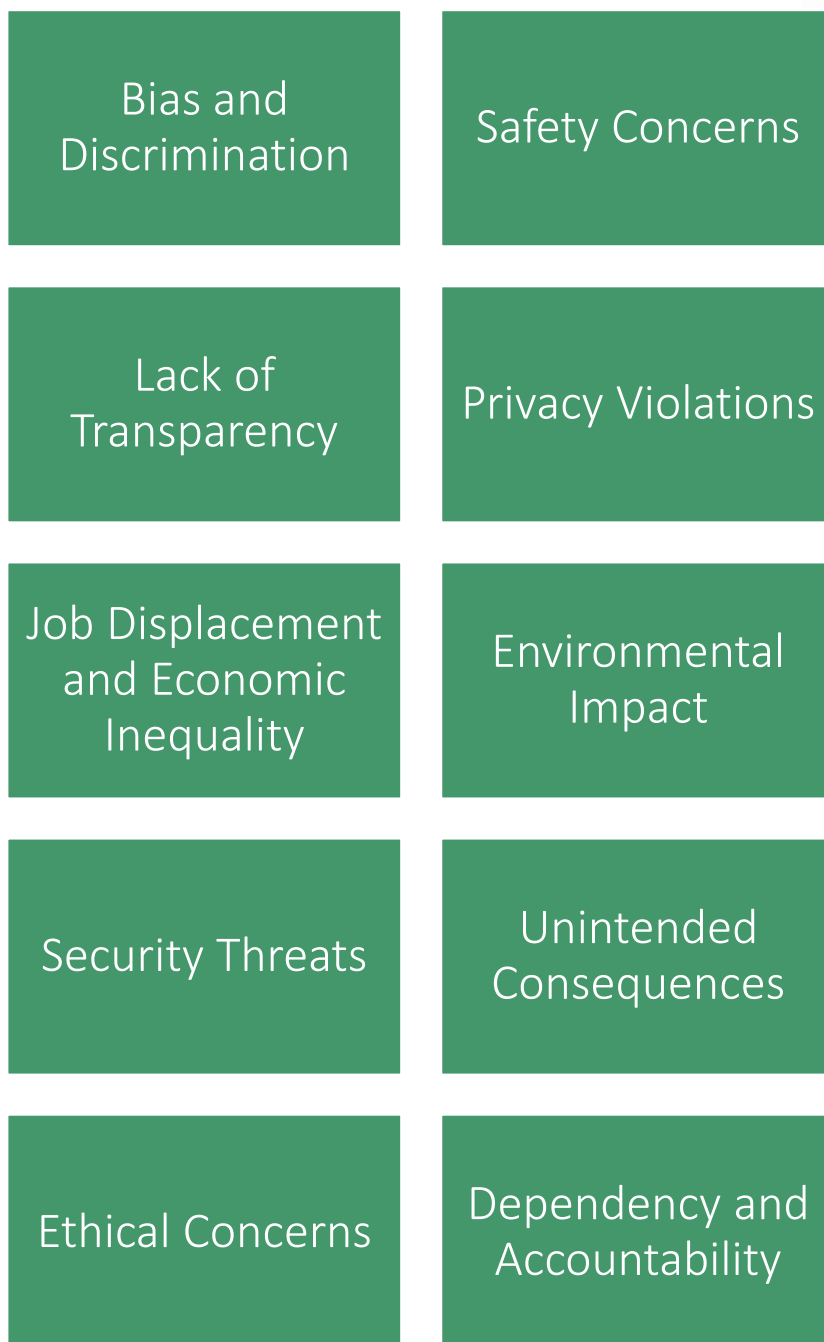 Bias and
Discrimination
Safety Concerns
Lack of
Transparency
Privacy Violations
Job Displacement
and Economic
Inequality
Environmental
Impact
Security Threats
Unintended
Consequences
Ethical Concerns
Dependency and
Accountability